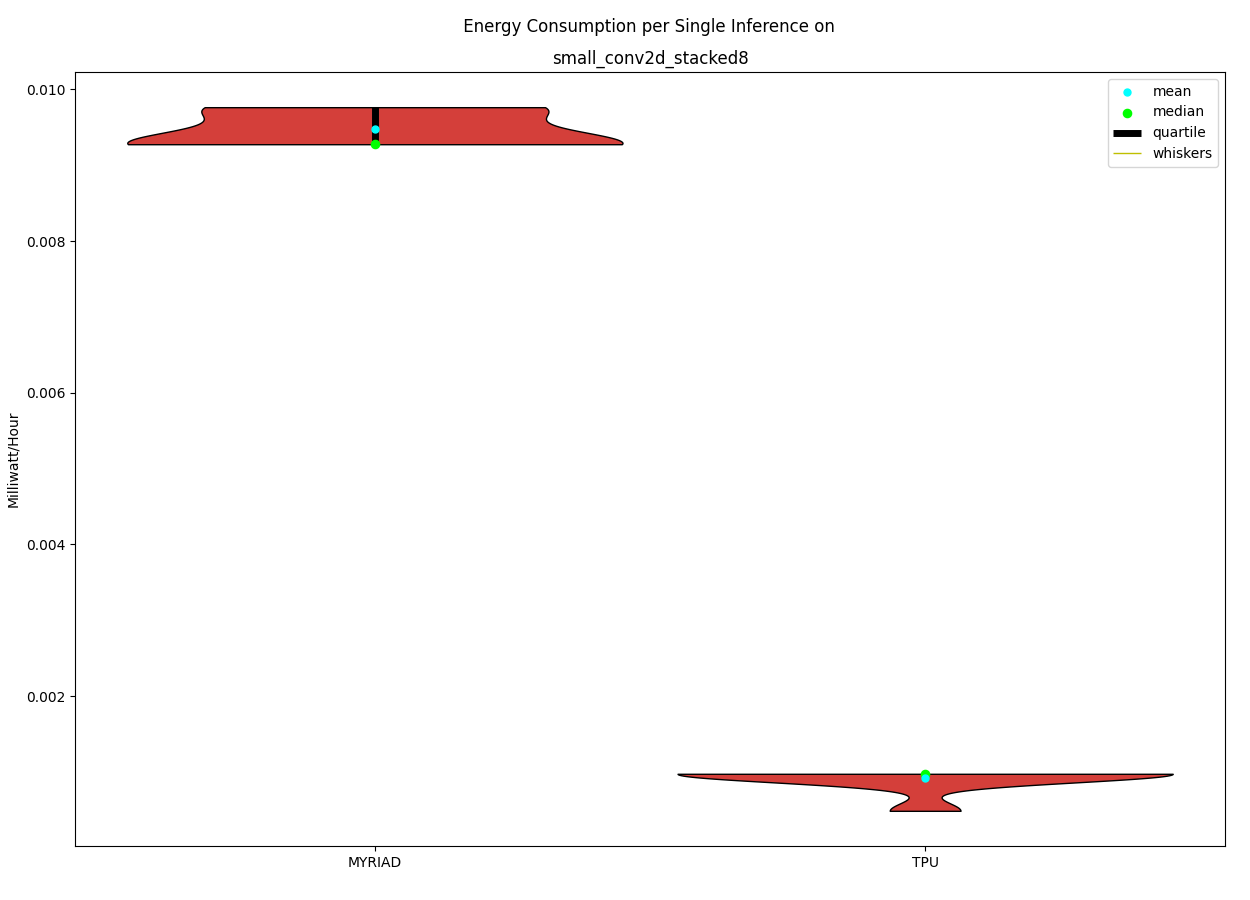 Energy Consumption per Single Inference on
small_conv2d_stacked8
mean
median
quartile
whiskers
0.010
0.008
0.006
0.004
0.002
Milliwatt/Hour
MYRIAD
TPU